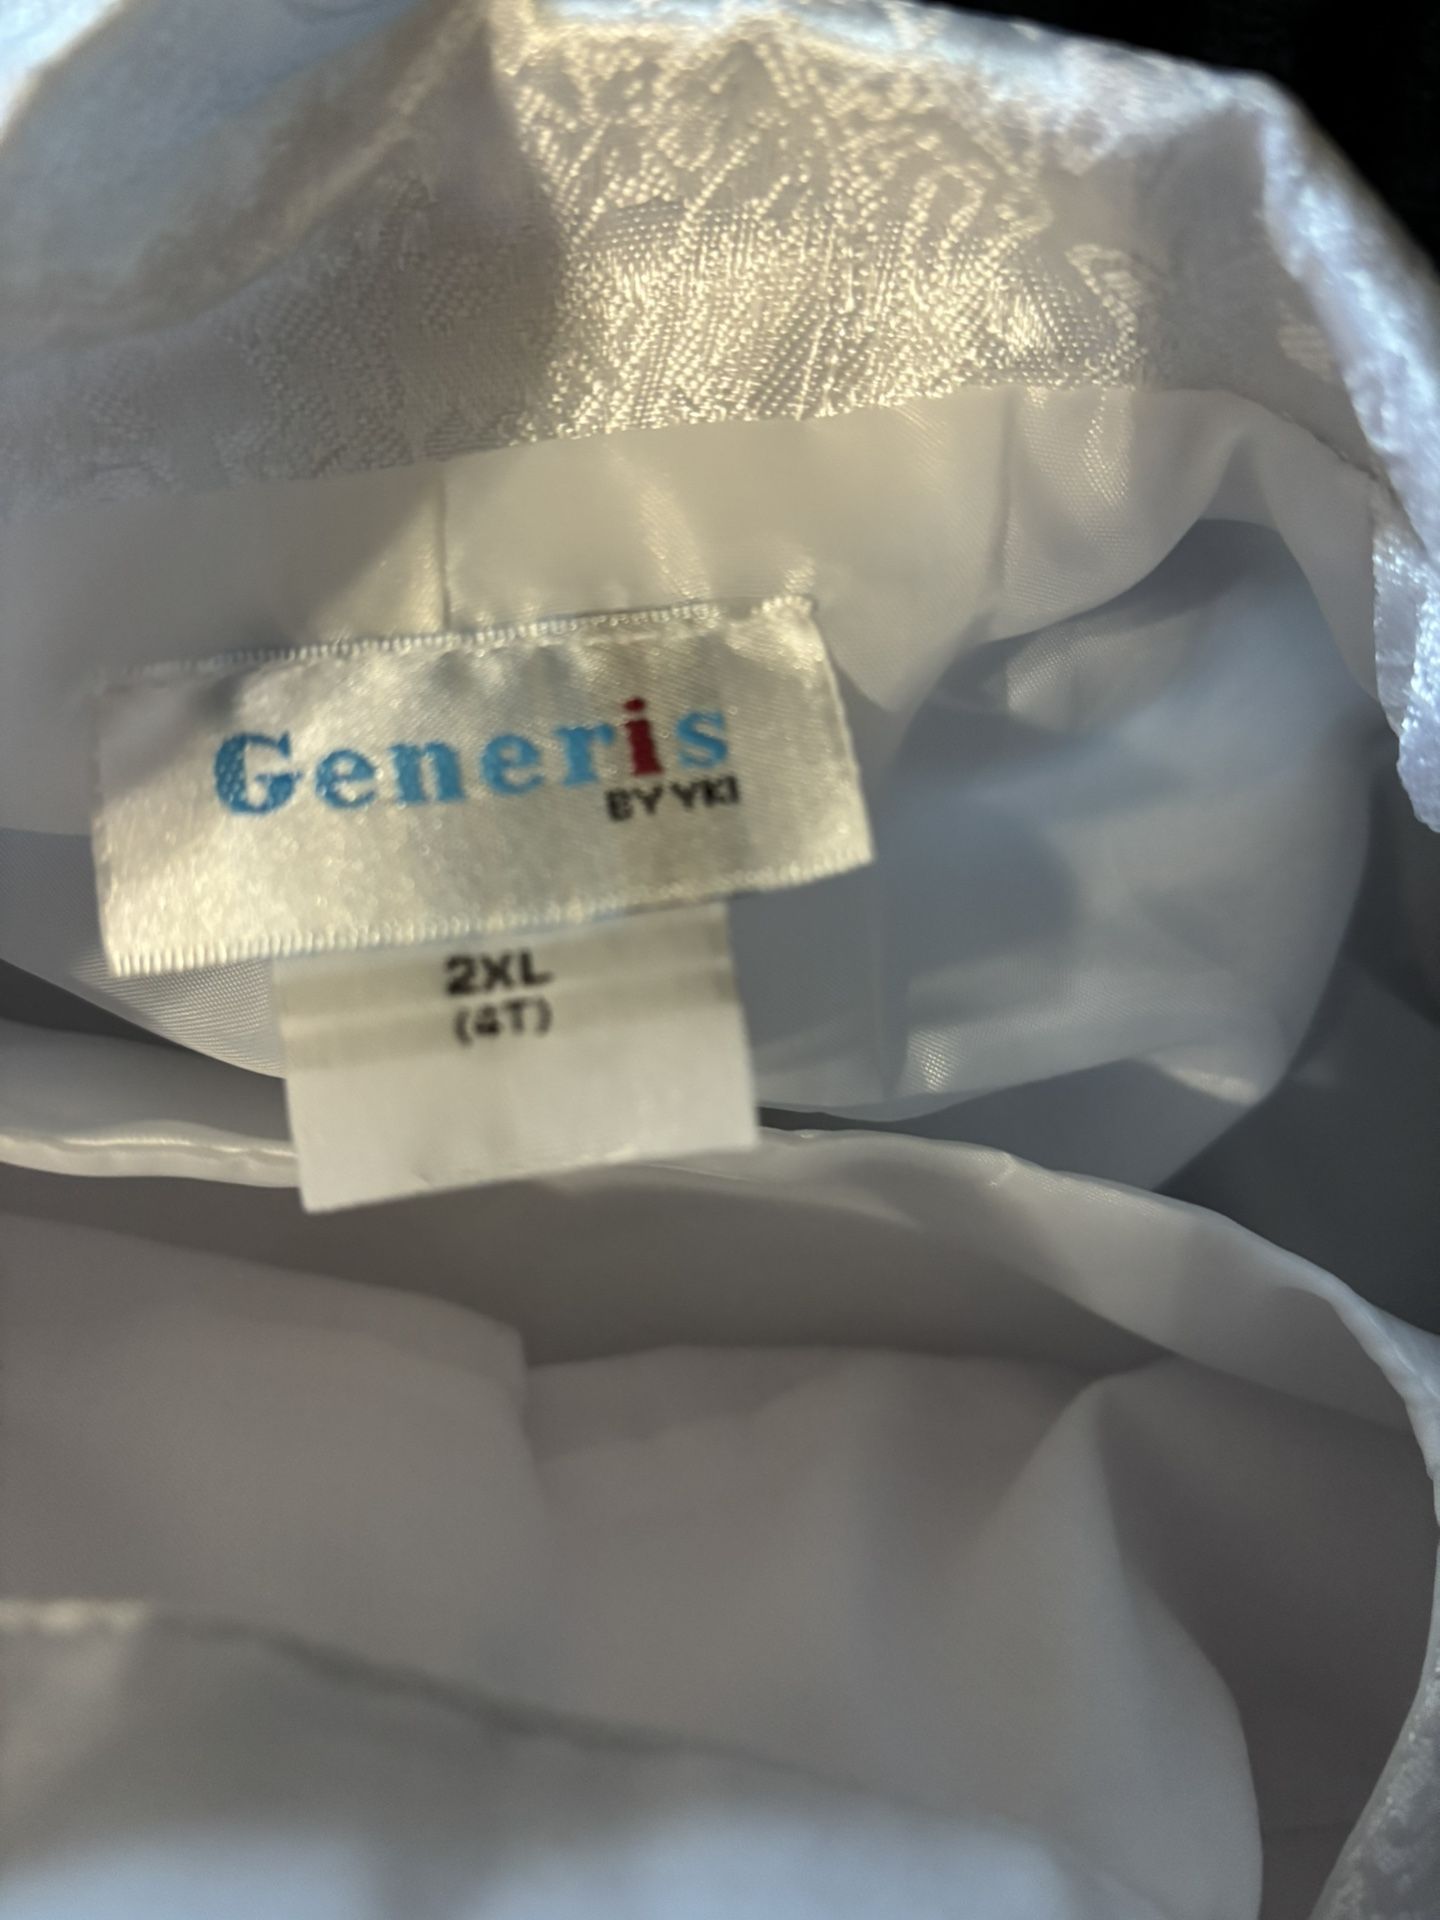 Generis
BY YKI
2XL
(4T)